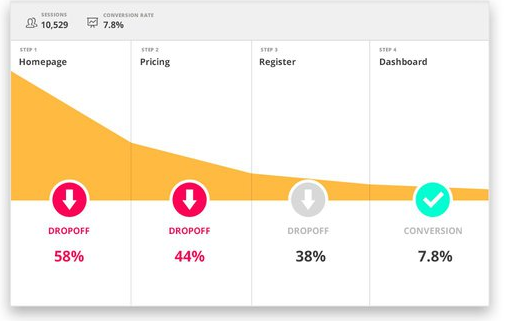 SESSIONS
10,529
CONVERSION RATE
7.8%
STEP 1
Homepage
STEP 2
Pricing
STEP 3
Register
STEP 4
Dashboard
DROPOFF
58%
DROPOFF
44%
DROPOFF
38%
CONVERSION
7.8%